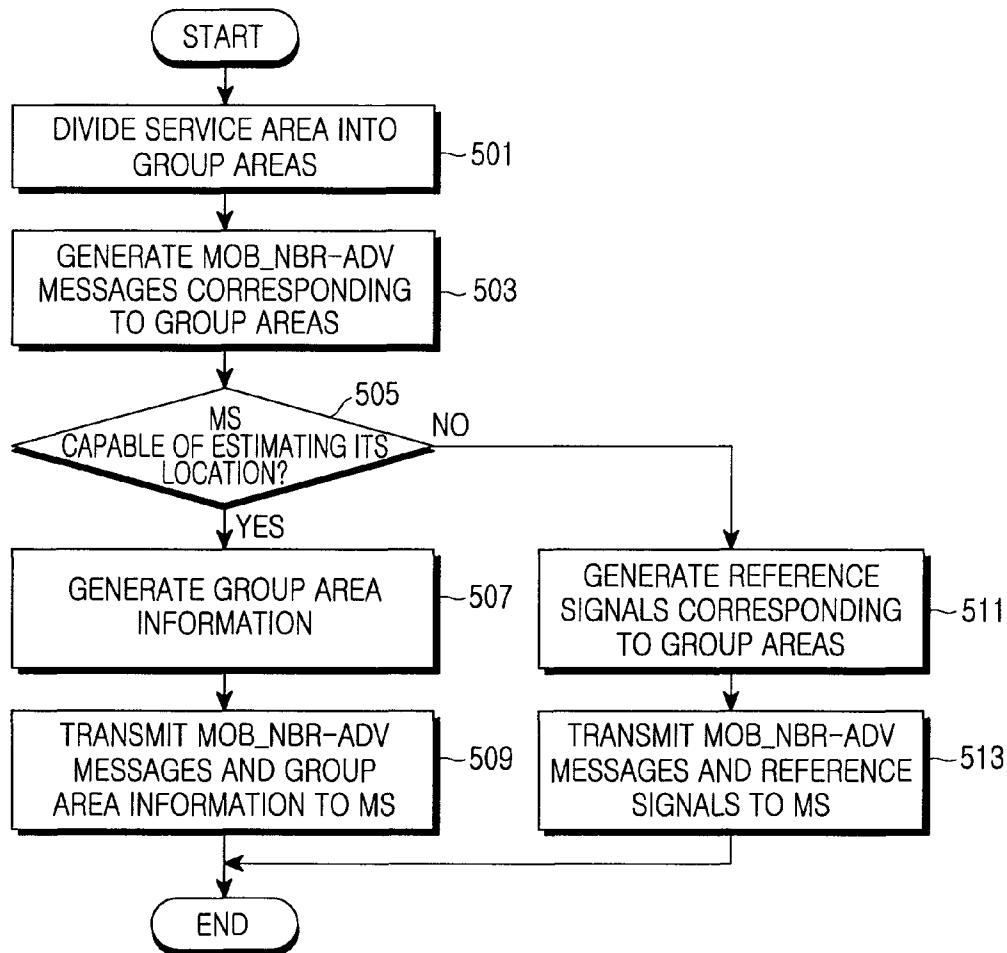 START
DIVIDE SERVICE AREA INTO
GROUP AREAS
501
GENERATE MOB_NBR-ADV
MESSAGES CORRESPONDING
TO GROUP AREAS
503
505
MS
CAPABLE OF ESTIMATING ITS
LOCATION?
NO
YES
GENERATE GROUP AREA
INFORMATION
507
GENERATE REFERENCE
SIGNALS CORRESPONDING
TO GROUP AREAS
511
TRANSMIT MOB_NBR-ADV
MESSAGES AND GROUP
AREA INFORMATION TO MS
509
TRANSMIT MOB_NBR-ADV
MESSAGES AND REFERENCE
SIGNALS TO MS
513
END